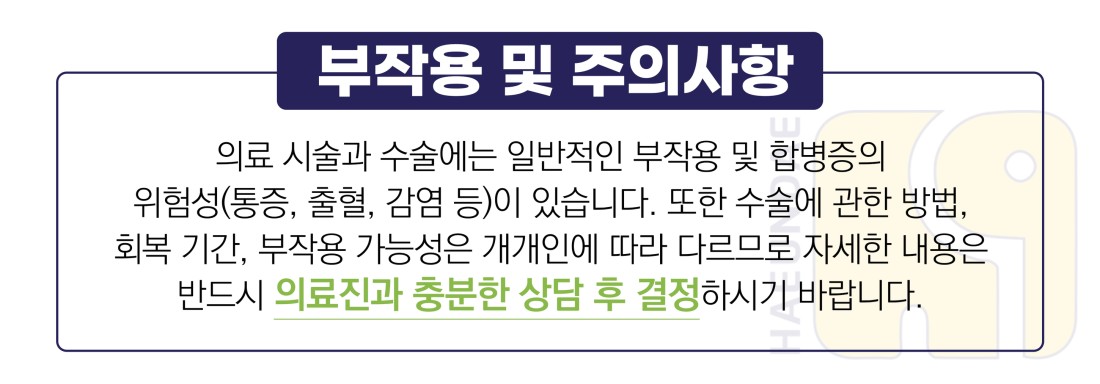 부작용 및 주의사항
의료 시술과 수술에는 일반적인 부작용 및 합병증의
위험성(통증, 출혈, 감염 등)이 있습니다. 또한 수술에 관한 방법,
회복 기간, 부작용 가능성은 개개인에 따라 다르므로 자세한 내용은
반드시 의료진과 충분한 상담 후 결정하시기 바랍니다.